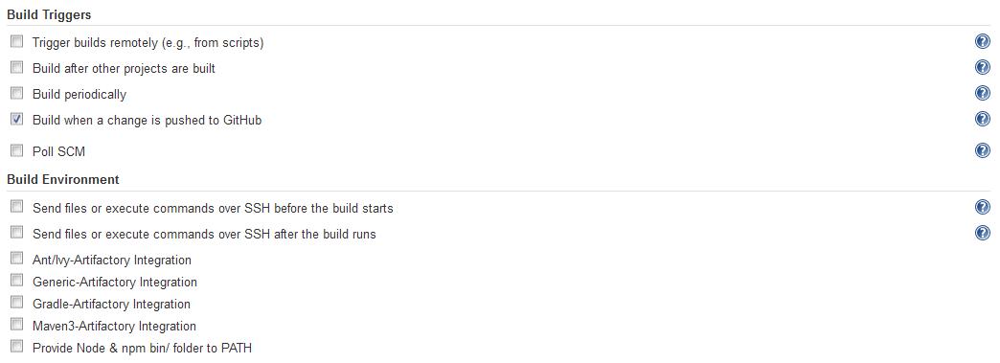 Build Triggers
Trigger builds remotely (e.g., from scripts)
Build after other projects are built
Build periodically
Build when a change is pushed to GitHub
Poll SCM
Build Environment
Send files or execute commands over SSH before the build starts
Send files or execute commands over SSH after the build runs
Ant/Ivy-Artifactory Integration
Generic-Artifactory Integration
Gradle-Artifactory Integration
Maven3-Artifactory Integration
Provide Node & npm bin/ folder to PATH